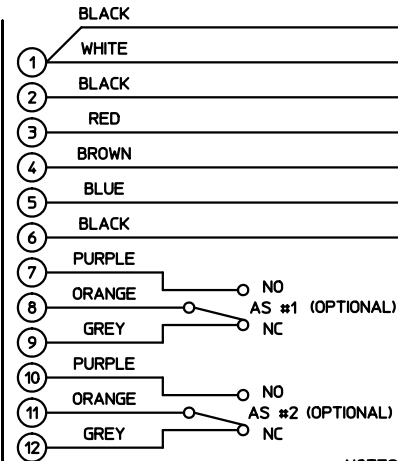 BLACK
1 WHITE
2 BLACK
3 RED
4 BROWN
5 BLUE
6 BLACK
7 PURPLE
NO
8 ORANGE AS #1 (OPTIONAL)
9 GREY NC
10 PURPLE
NO
11 ORANGE AS #2 (OPTIONAL)
12 GREY NC